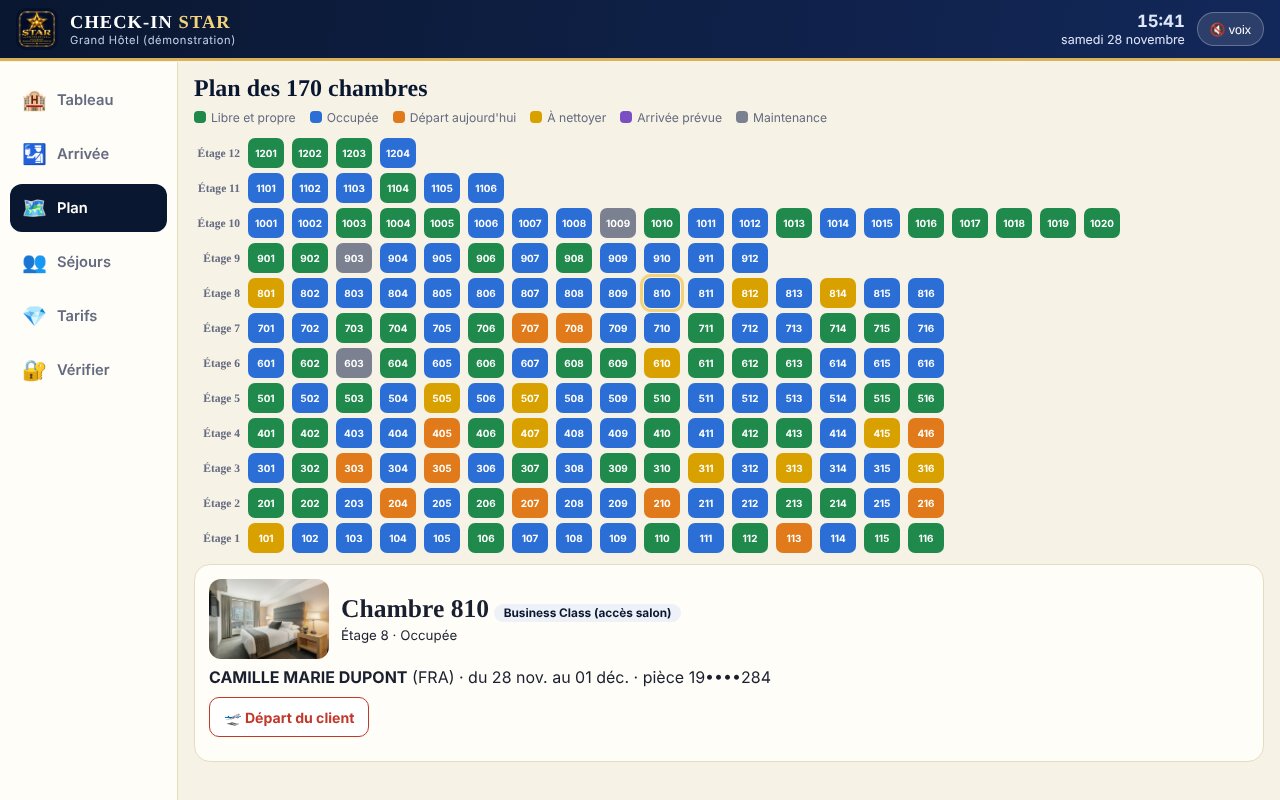 STAR
CHECK-IN STAR
Grand Hôtel (démonstration)
15:41
samedi 28 novembre
voix
Tableau
Arrivée
Plan
Séjours
Tarifs
Vérifier
Plan des 170 chambres
Libre et propre Occupée Départ aujourd'hui À nettoyer Arrivée prévue Maintenance
Étage 12 1201 1202 1203 1204
Étage 11 1101 1102 1103 1104 1105 1106
Étage 10 1001 1002 1003 1004 1005 1006 1007 1008 1009 1010 1011 1012 1013 1014 1015 1016 1017 1018 1019 1020
Étage 9 901 902 903 904 905 906 907 908 909 910 911 912
Étage 8 801 802 803 804 805 806 807 808 809 810 811 812 813 814 815 816
Étage 7 701 702 703 704 705 706 707 708 709 710 711 712 713 714 715 716
Étage 6 601 602 603 604 605 606 607 608 609 610 611 612 613 614 615 616
Étage 5 501 502 503 504 505 506 507 508 509 510 511 512 513 514 515 516
Étage 4 401 402 403 404 405 406 407 408 409 410 411 412 413 414 415 416
Étage 3 301 302 303 304 305 306 307 308 309 310 311 312 313 314 315 316
Étage 2 201 202 203 204 205 206 207 208 209 210 211 212 213 214 215 216
Étage 1 101 102 103 104 105 106 107 108 109 110 111 112 113 114 115 116
Chambre 810 Business Class (accès salon)
Étage 8 · Occupée
CAMILLE MARIE DUPONT (FRA) · du 28 nov. au 01 déc. · pièce 19••••284
Départ du client